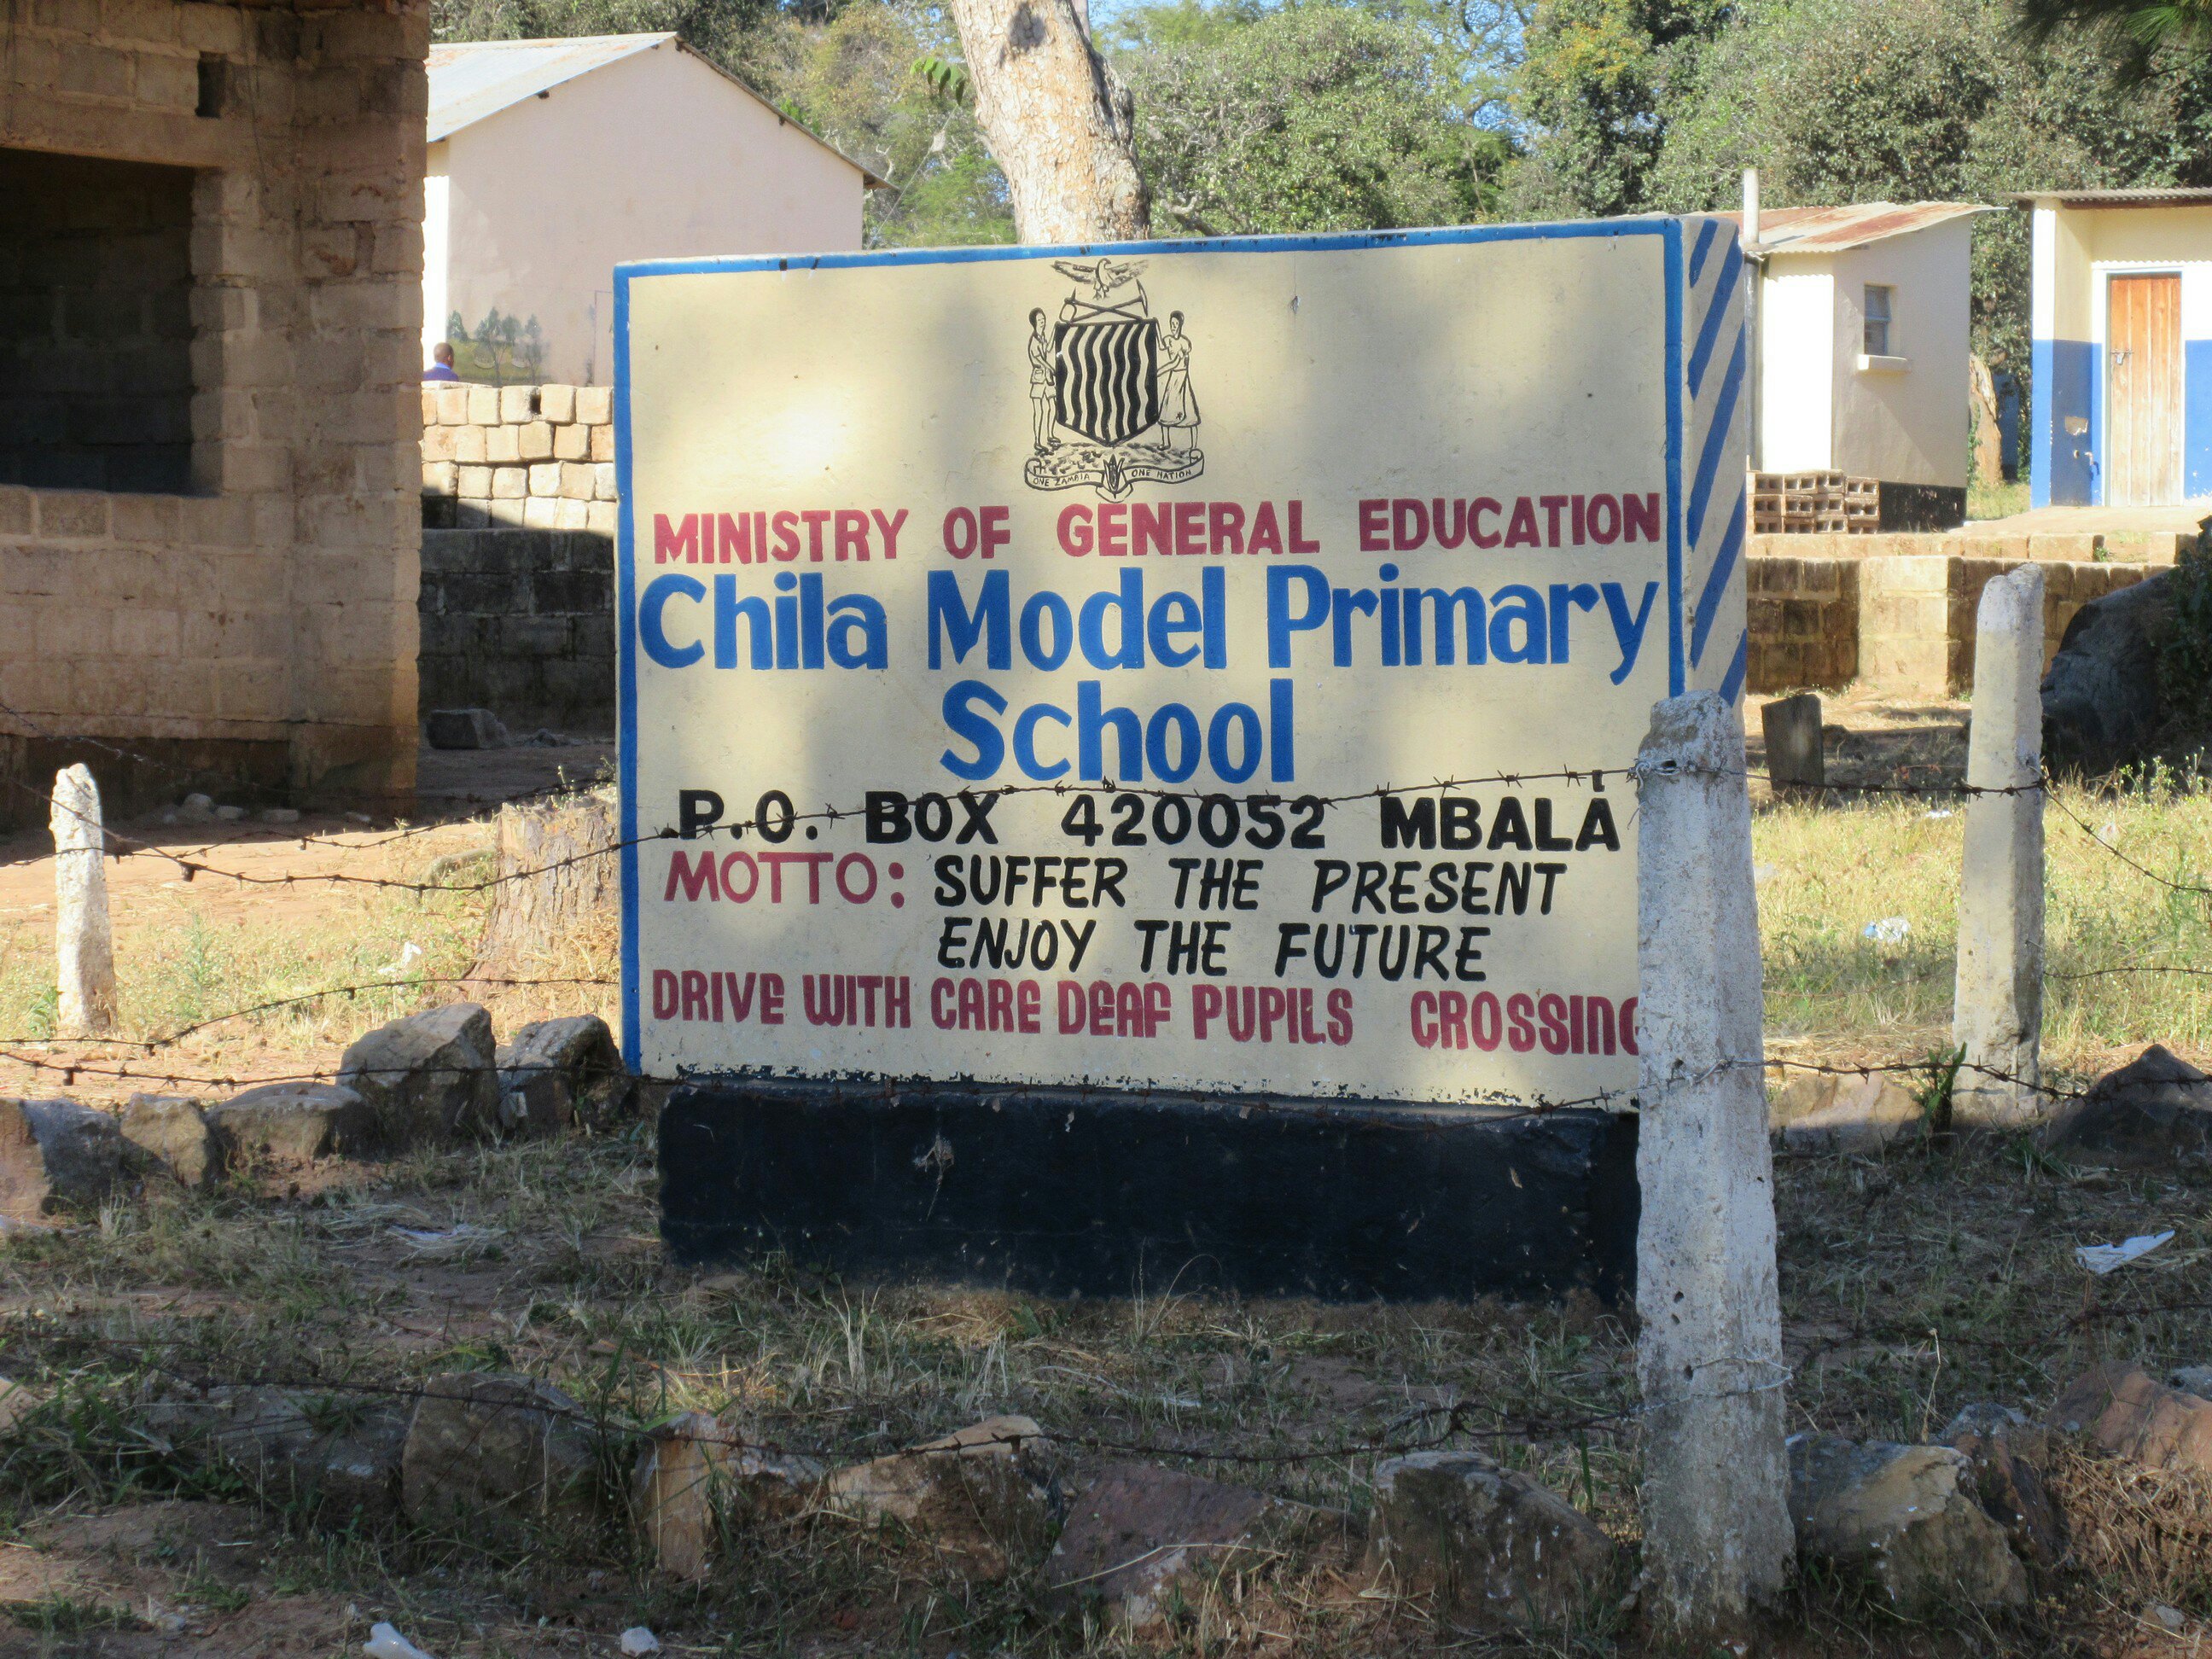 ONE ZAMBIA ONE NATION
MINISTRY OF GENERAL EDUCATION
Chila Model Primary
School
P.O. BOX 420052 MBALA
MOTTO: SUFFER THE PRESENT
ENJOY THE FUTURE
DRIVE WITH CARE DEAF PUPILS CROSSING